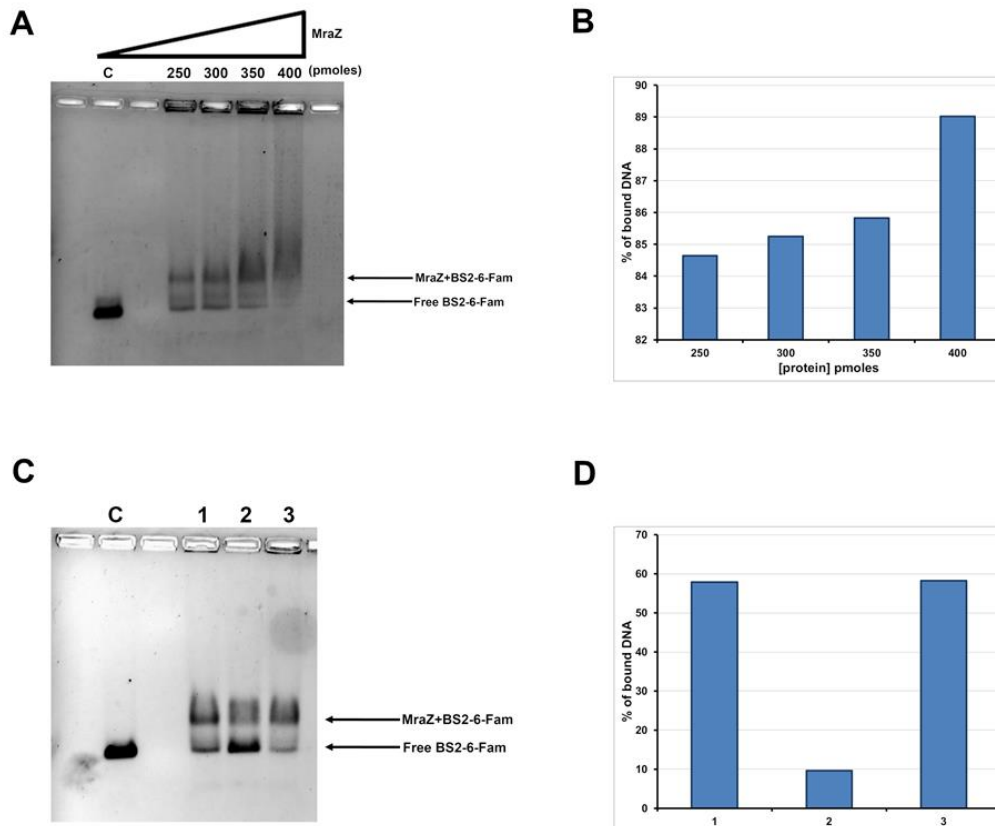 A
MraZ
C 250 300 350 400 (pmoles)
MraZ+BS2-6-Fam
Free BS2-6-Fam
B
90
89
88
87
86
85
84
83
82
% of bound DNA
250 300 350 400
[protein] pmoles
C
C 1 2 3
MraZ+BS2-6-Fam
Free BS2-6-Fam
D
70
60
50
40
30
20
10
0
% of bound DNA
1 2 3